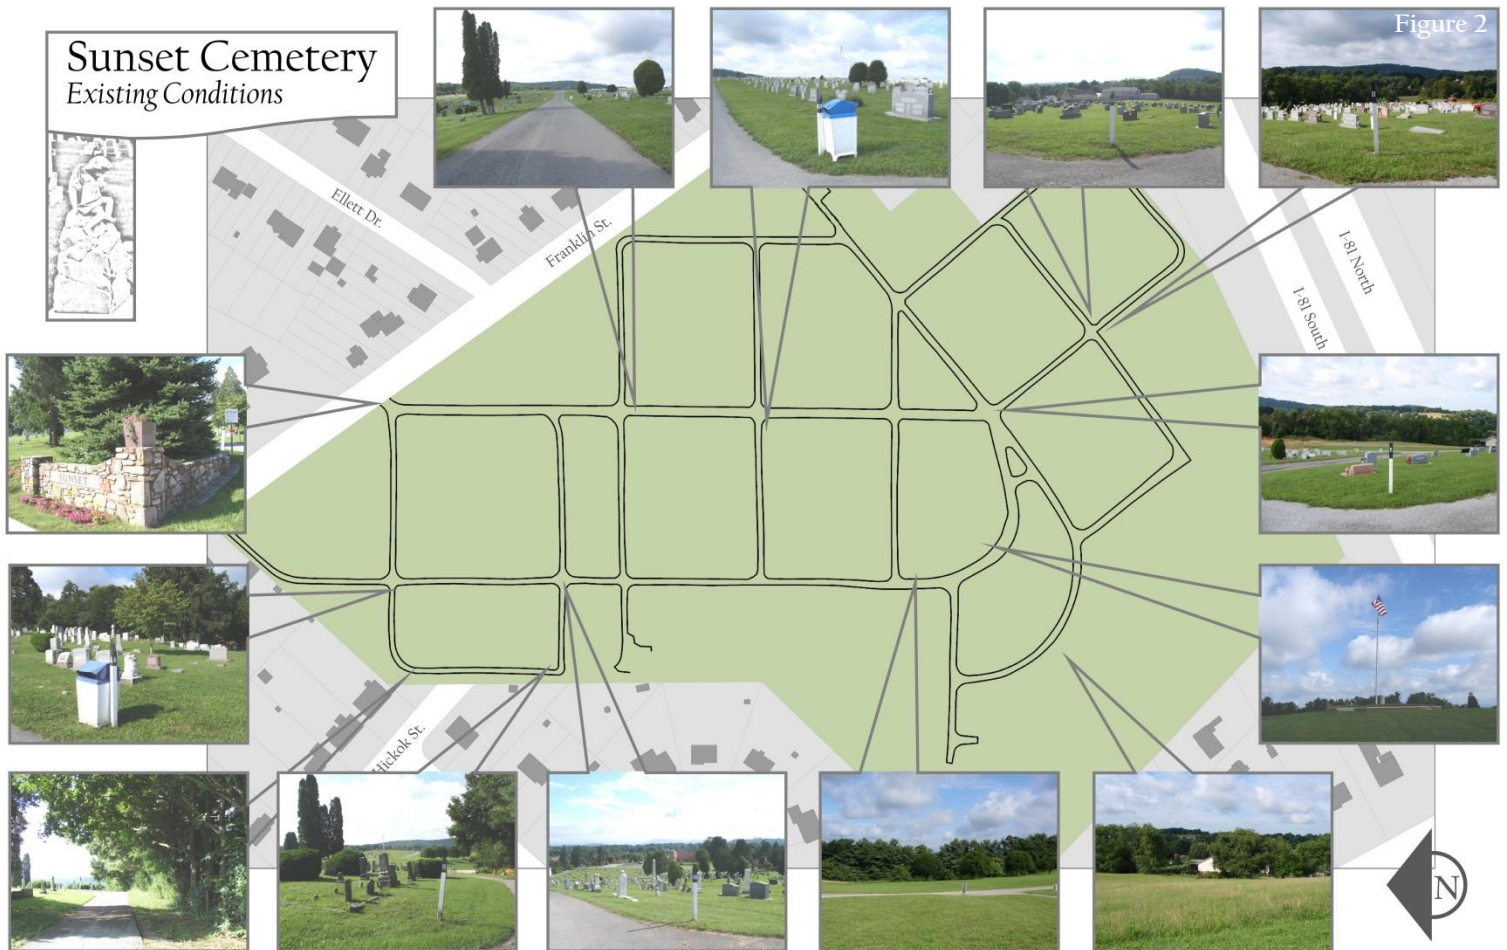 Figure 2
Sunset Cemetery
Existing Conditions
Ellett Dr.
Franklin St.
I-81 North
I-81 South
SUNSET
Hickok St.
N